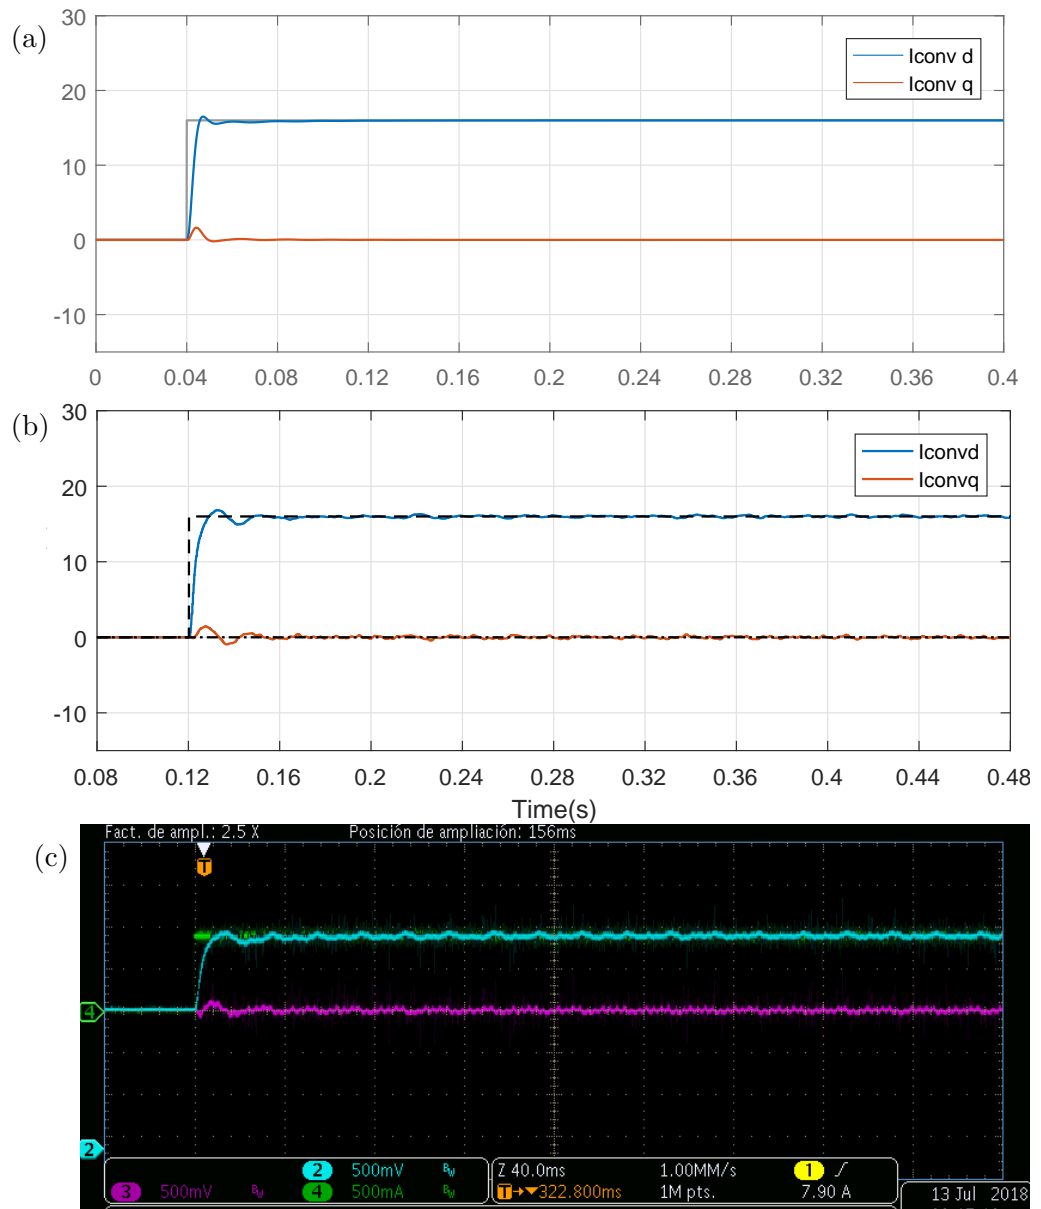 (a)
30
20
10
0
-10
Iconv d
Iconv q
0 0.04 0.08 0.12 0.16 0.2 0.24 0.28 0.32 0.36 0.4
(b)
30
20
10
0
-10
Iconvd
Iconvq
0.08 0.12 0.16 0.2 0.24 0.28 0.32 0.36 0.4 0.44 0.48
Time(s)
(c)
Fact. de ampl.: 2.5 X Posición de ampliación: 156ms
T
4
2
2 500mV BW Z 40.0ms 1.00MM/s 1
3 500mV BW 4 500mA BW T→▼322.800ms 1M pts. 7.90 A
13 Jul 2018